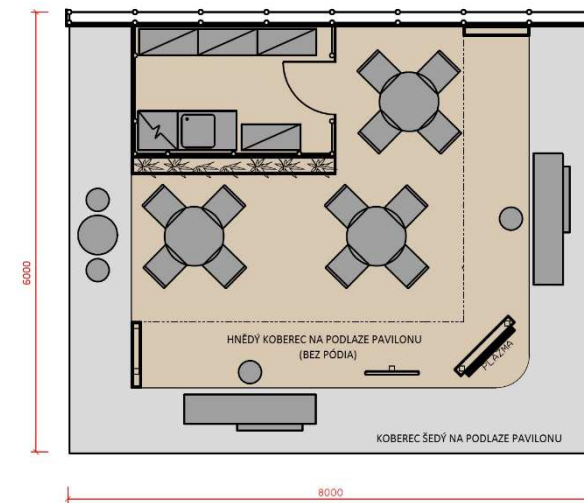 6000
HNĚDÝ KOBEREC NA PODLAZE PAVILONU
(BEZ PÓDIA)
PLAZMA
KOBEREC ŠEDÝ NA PODLAZE PAVILONU
8000